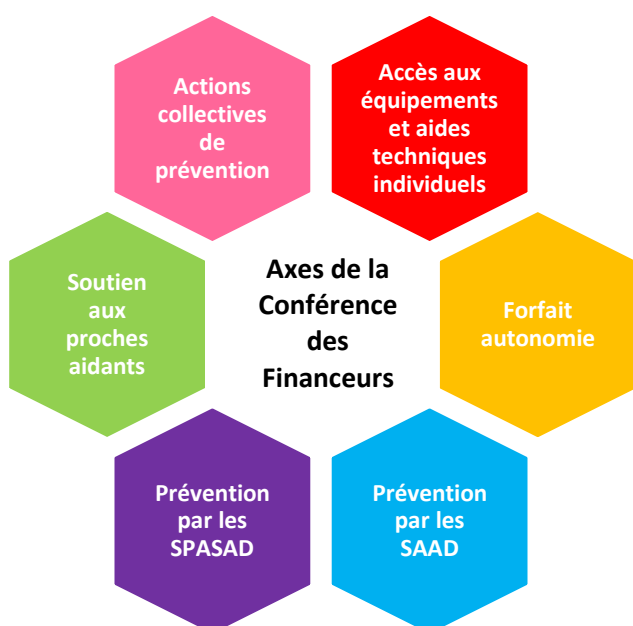 Actions
collectives
de
prévention
Accès aux
équipements
et aides
techniques
individuels
Soutien
aux
proches
aidants
Axes de la
Conférence
des
Financeurs
Forfait
autonomie
Prévention
par les
SPASAD
Prévention
par les
SAAD